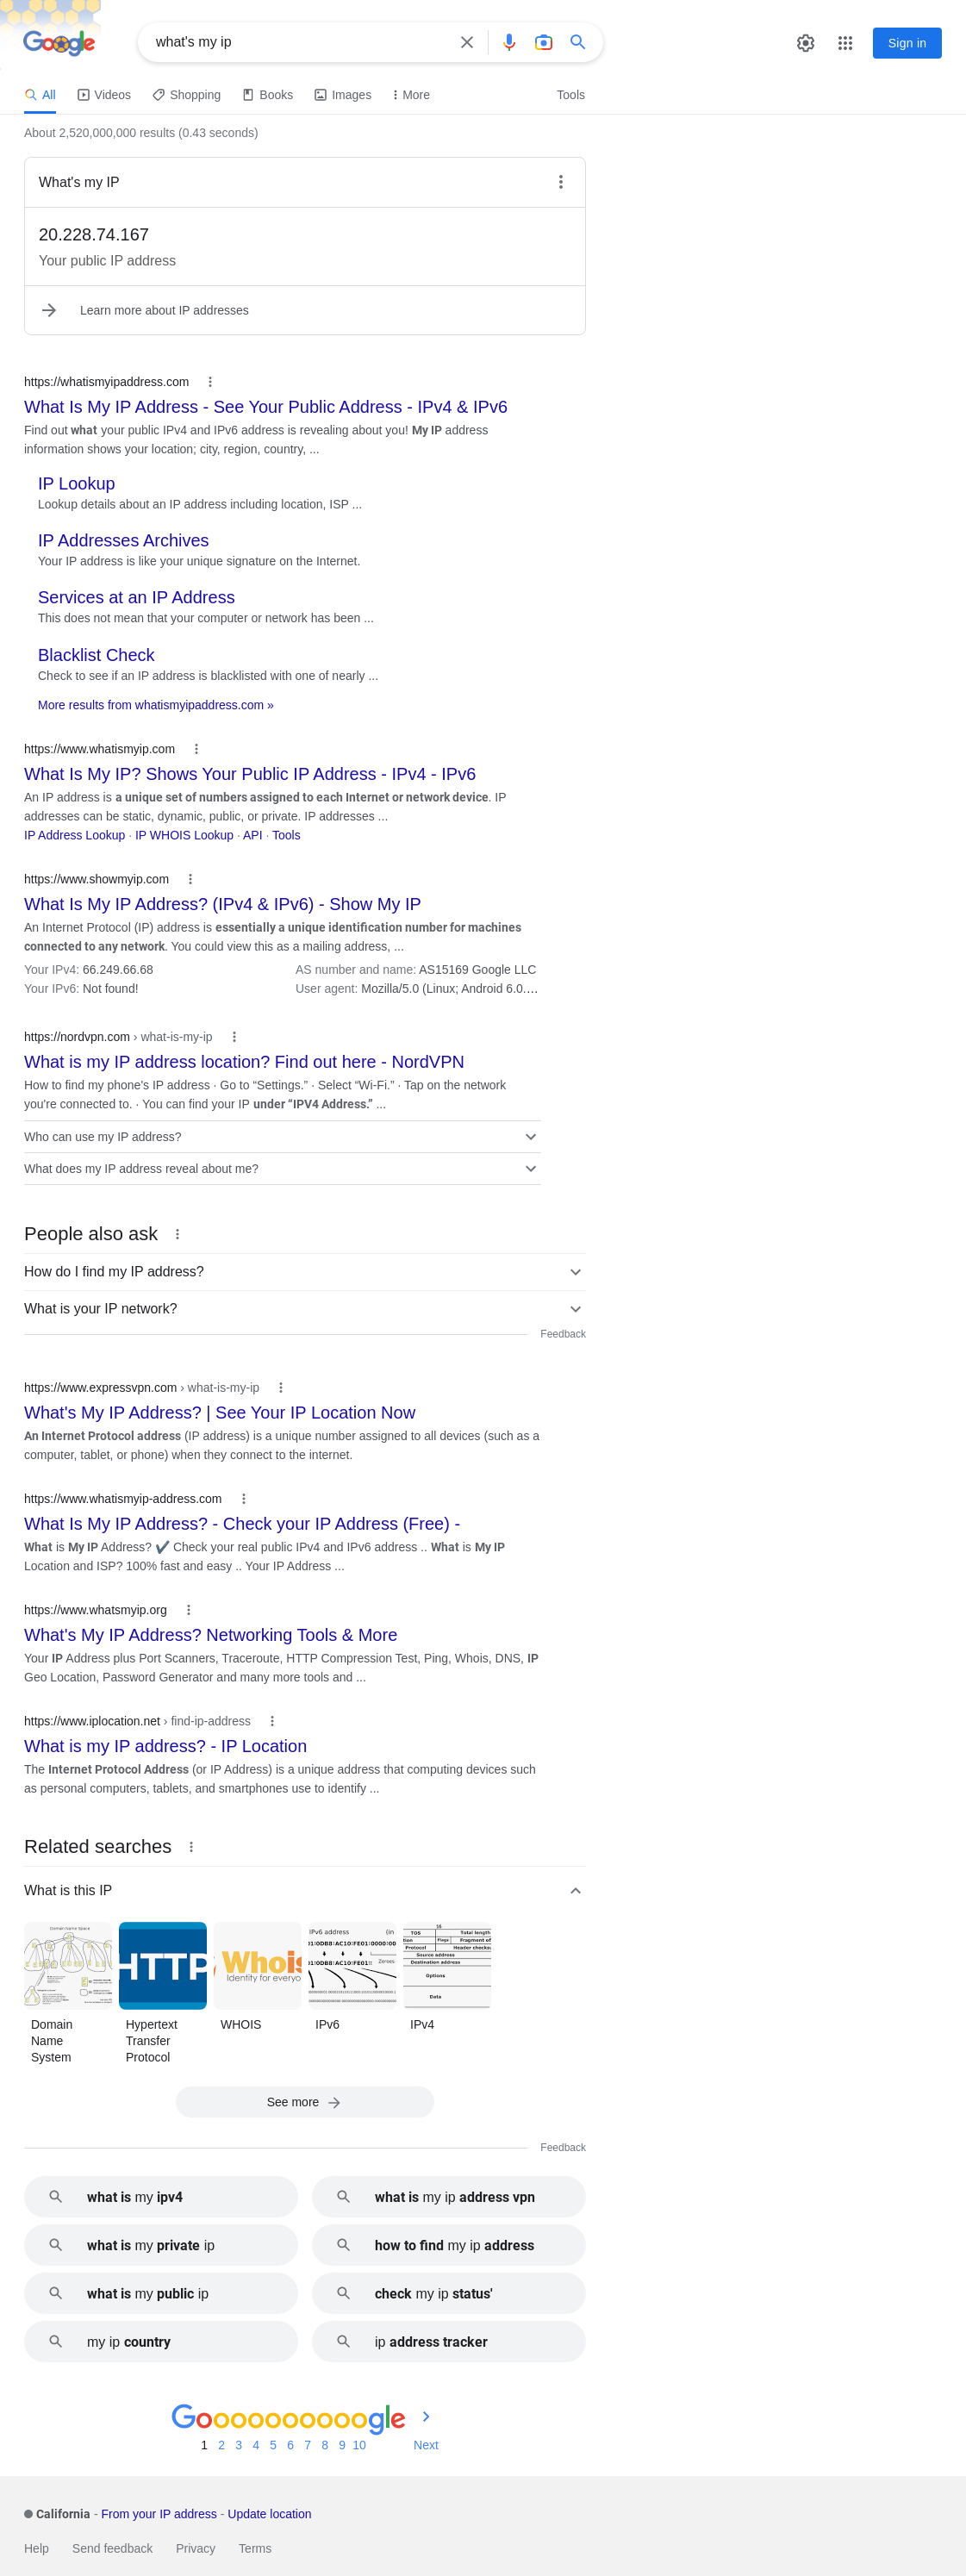 Google
what's my ip
Sign in
All
Videos
Shopping
Books
Images
More
Tools
About 2,520,000,000 results (0.43 seconds)
What's my IP
20.228.74.167
Your public IP address
Learn more about IP addresses
https://whatismyipaddress.com
What Is My IP Address - See Your Public Address - IPv4 & IPv6
Find out what your public IPv4 and IPv6 address is revealing about you! My IP address
information shows your location; city, region, country, ...
IP Lookup
Lookup details about an IP address including location, ISP ...
IP Addresses Archives
Your IP address is like your unique signature on the Internet.
Services at an IP Address
This does not mean that your computer or network has been ...
Blacklist Check
Check to see if an IP address is blacklisted with one of nearly ...
More results from whatismyipaddress.com »
https://www.whatismyip.com
What Is My IP? Shows Your Public IP Address - IPv4 - IPv6
An IP address is a unique set of numbers assigned to each Internet or network device. IP
addresses can be static, dynamic, public, or private. IP addresses ...
IP Address Lookup · IP WHOIS Lookup · API · Tools
https://www.showmyip.com
What Is My IP Address? (IPv4 & IPv6) - Show My IP
An Internet Protocol (IP) address is essentially a unique identification number for machines
connected to any network. You could view this as a mailing address, ...
Your IPv4: 66.249.66.68
AS number and name: AS15169 Google LLC
Your IPv6: Not found!
User agent: Mozilla/5.0 (Linux; Android 6.0....
https://nordvpn.com › what-is-my-ip
What is my IP address location? Find out here - NordVPN
How to find my phone's IP address · Go to “Settings.” · Select “Wi-Fi.” · Tap on the network
you're connected to. · You can find your IP under “IPV4 Address.” ...
Who can use my IP address?
What does my IP address reveal about me?
People also ask
How do I find my IP address?
What is your IP network?
Feedback
https://www.expressvpn.com › what-is-my-ip
What's My IP Address? | See Your IP Location Now
An Internet Protocol address (IP address) is a unique number assigned to all devices (such as a
computer, tablet, or phone) when they connect to the internet.
https://www.whatismyip-address.com
What Is My IP Address? - Check your IP Address (Free) -
What is My IP Address? ✔️ Check your real public IPv4 and IPv6 address .. What is My IP
Location and ISP? 100% fast and easy .. Your IP Address ...
https://www.whatsmyip.org
What's My IP Address? Networking Tools & More
Your IP Address plus Port Scanners, Traceroute, HTTP Compression Test, Ping, Whois, DNS, IP
Geo Location, Password Generator and many more tools and ...
https://www.iplocation.net › find-ip-address
What is my IP address? - IP Location
The Internet Protocol Address (or IP Address) is a unique address that computing devices such
as personal computers, tablets, and smartphones use to identify ...
Related searches
What is this IP
Domain Name Space
HTTP
Whois
Identity for everyo
IPv6 address (in
Zeroes
16
TOS Total length
Flags Fragment of
Protocol Header checks
Source address
Destination address
Options
Data
Domain
Name
System
Hypertext
Transfer
Protocol
WHOIS
IPv6
IPv4
See more
Feedback
what is my ipv4
what is my ip address vpn
what is my private ip
how to find my ip address
what is my public ip
check my ip status'
my ip country
ip address tracker
Goooooooooogle
1 2 3 4 5 6 7 8 9 10 Next
California - From your IP address - Update location
Help
Send feedback
Privacy
Terms